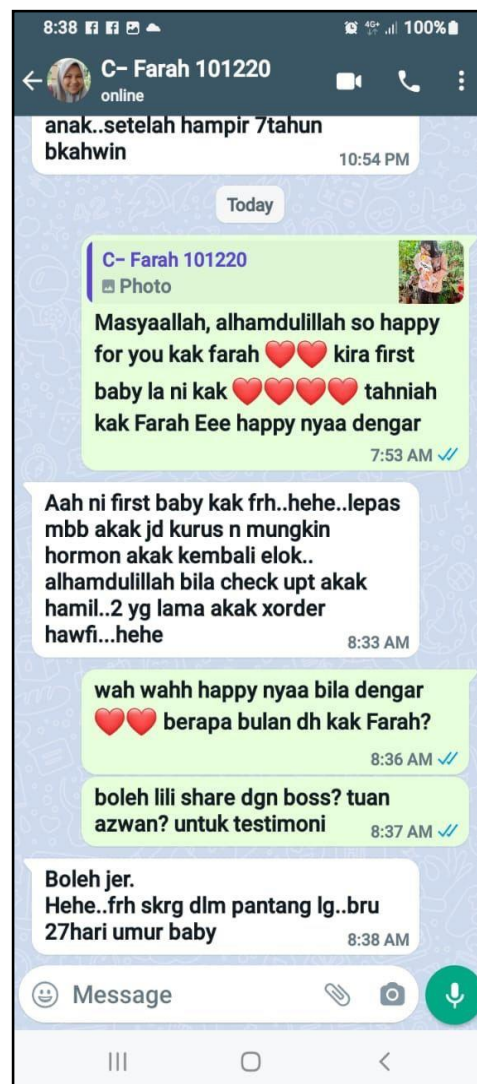 8:38
4G+
100%
C- Farah 101220
online
anak..setelah hampir 7tahun
bkahwin
10:54 PM
Today
C- Farah 101220
Photo
Masyaallah, alhamdulillah so happy
for you kak farah ❤️❤️ kira first
baby la ni kak ❤️❤️❤️❤️ tahniah
kak Farah Eee happy nyaa dengar
7:53 AM
Aah ni first baby kak frh..hehe..lepas
mbb akak jd kurus n mungkin
hormon akak kembali elok..
alhamdulillah bila check upt akak
hamil..2 yg lama akak xorder
hawfi...hehe
8:33 AM
wah wahh happy nyaa bila dengar
❤️❤️ berapa bulan dh kak Farah?
8:36 AM
boleh lili share dgn boss? tuan
azwan? untuk testimoni
8:37 AM
Boleh jer.
Hehe..frh skrg dlm pantang lg..bru
27hari umur baby
8:38 AM
Message